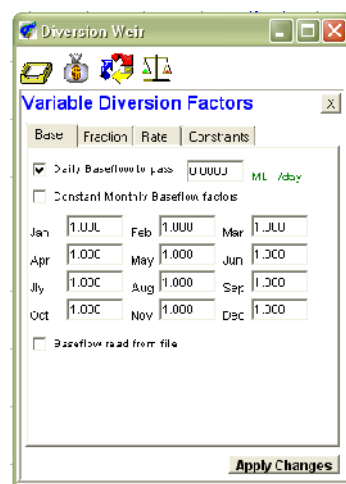 Diversion Weir
Variable Diversion Factors X
Base Fraction Rate Constraints
Daily Baseflow to pass 0.0000 ML /day
Constant Monthly Baseflow factors
Jan 1.000 Feb 1.000 Mar 1.000
Apr 1.000 May 1.000 Jun 1.000
Jly 1.000 Aug 1.000 Sep 1.000
Oct 1.000 Nov 1.000 Dec 1.000
Baseflow read from file
Apply Changes